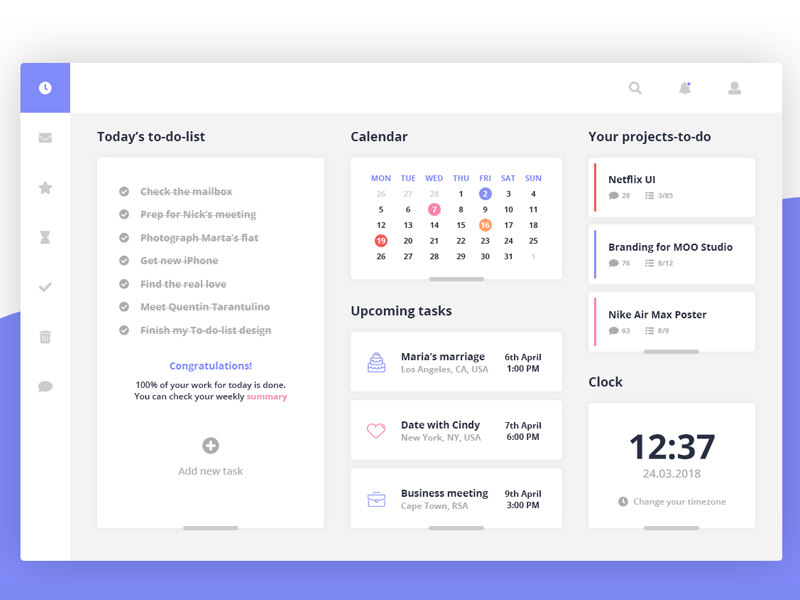 Today's to-do-list
Check the mailbox
Prep for Nick's meeting
Photograph Marta's flat
Get new iPhone
Find the real love
Meet Quentin Tarantulino
Finish my To-do-list design
Congratulations!
100% of your work for today is done.
You can check your weekly summary
Add new task
Calendar
MON TUE WED THU FRI SAT SUN
26 27 28 1 2 3 4
5 6 7 8 9 10 11
12 13 14 15 16 17 18
19 20 21 22 23 24 25
26 27 28 29 30 31 1
Upcoming tasks
Maria's marriage 6th April
Los Angeles, CA, USA 1:00 PM
Date with Cindy 7th April
New York, NY, USA 6:00 PM
Business meeting 9th April
Cape Town, RSA 3:00 PM
Your projects-to-do
Netflix UI
28 3/85
Branding for MOO Studio
76 8/12
Nike Air Max Poster
63 8/9
Clock
12:37
24.03.2018
Change your timezone